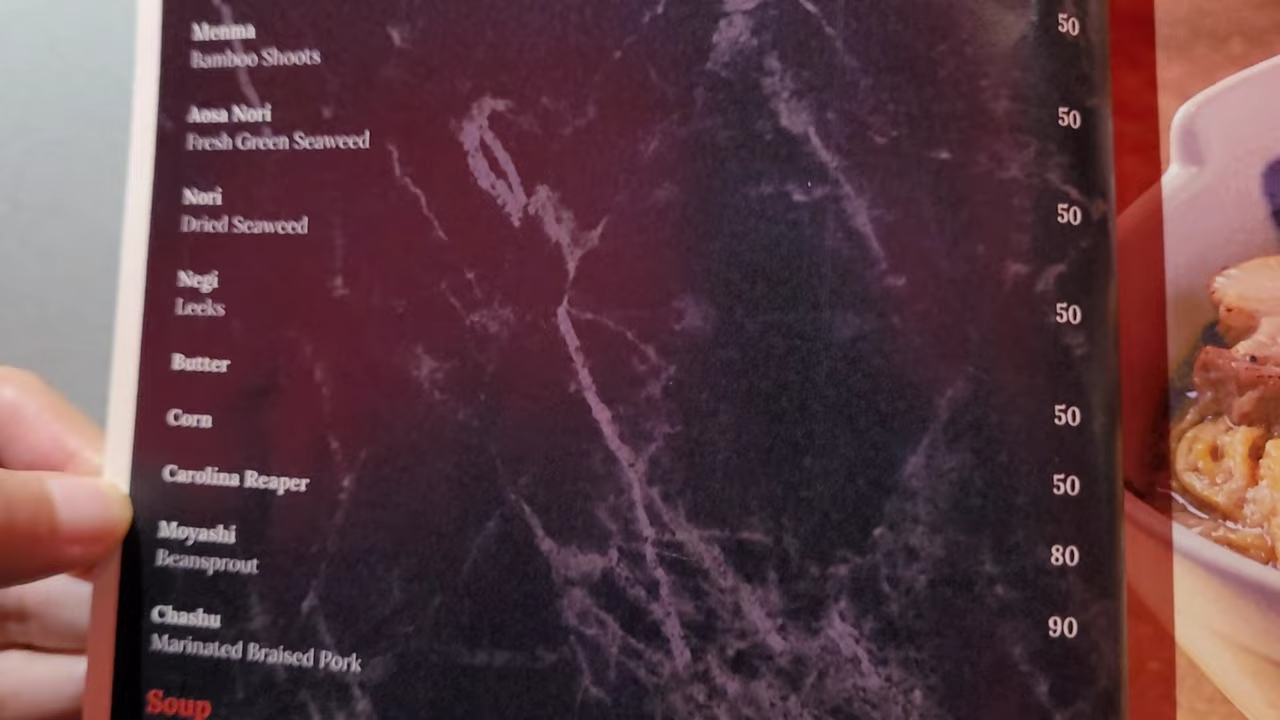 Menma 50
Bamboo Shoots
Aosa Nori 50
Fresh Green Seaweed
Nori 50
Dried Seaweed
Negi 50
Leeks
Butter 50
Corn 50
Carolina Reaper 80
Moyashi 90
Beansprout
Chashu
Marinated Braised Pork
Soup